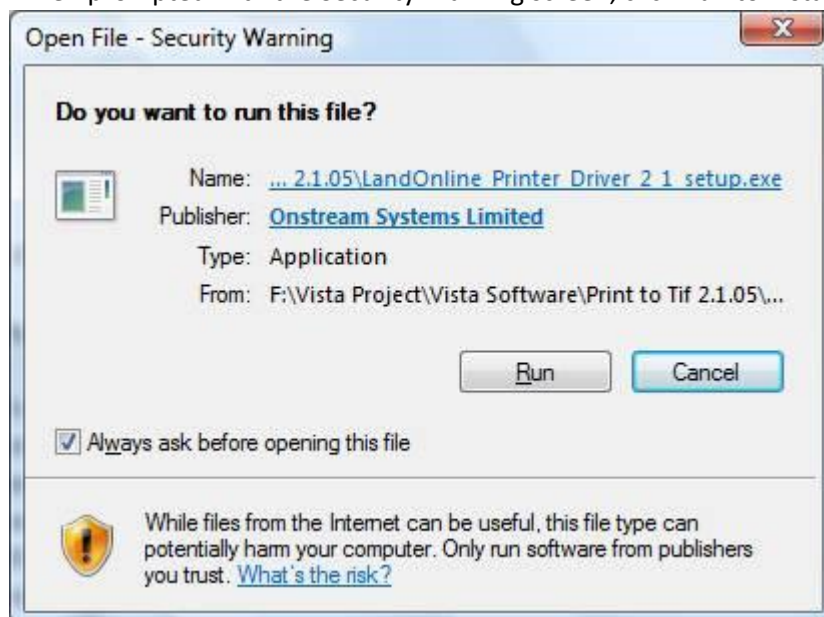 Open File - Security Warning
Do you want to run this file?
Name: ... 2.1.05\LandOnline Printer Driver 2 1 setup.exe
Publisher: Onstream Systems Limited
Type: Application
From: F:\Vista Project\Vista Software\Print to Tif 2.1.05\...
Run Cancel
Always ask before opening this file
While files from the Internet can be useful, this file type can
potentially harm your computer. Only run software from publishers
you trust. What's the risk?